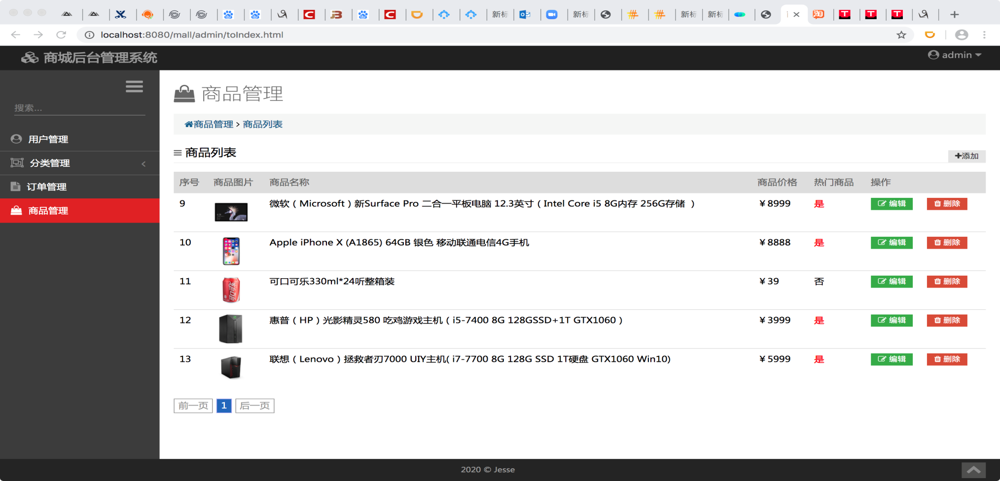 新标 新标 新标 新标
localhost:8080/mall/admin/toIndex.html
商城后台管理系统
admin
搜索...
用户管理
分类管理
订单管理
商品管理
商品管理
商品管理 > 商品列表
商品列表
添加
序号 商品图片 商品名称 商品价格 热门商品 操作
9 微软（Microsoft）新Surface Pro 二合一平板电脑 12.3英寸（Intel Core i5 8G内存 256G存储 ） ¥8999 是 编辑 删除
10 Apple iPhone X (A1865) 64GB 银色 移动联通电信4G手机 ¥8888 是 编辑 删除
11 可口可乐330ml*24听整箱装 ¥39 否 编辑 删除
12 惠普（HP）光影精灵580 吃鸡游戏主机（i5-7400 8G 128GSSD+1T GTX1060） ¥3999 是 编辑 删除
13 联想（Lenovo）拯救者刃7000 UIY主机( i7-7700 8G 128G SSD 1T硬盘 GTX1060 Win10) ¥5999 是 编辑 删除
前一页 1 后一页
2020 © Jesse